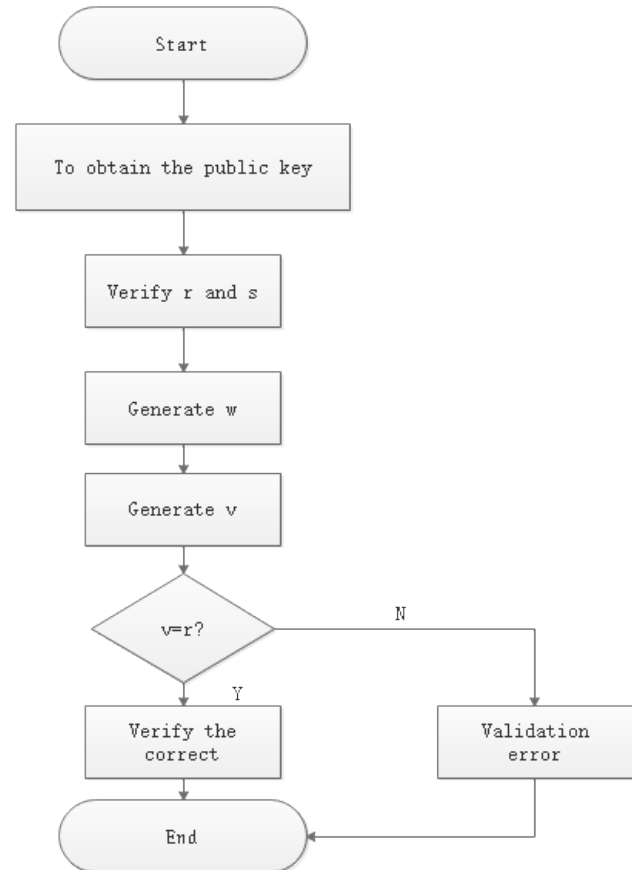 Start
To obtain the public key
Verify r and s
Generate w
Generate v
v=r?
N
Y
Verify the
correct
Validation
error
End